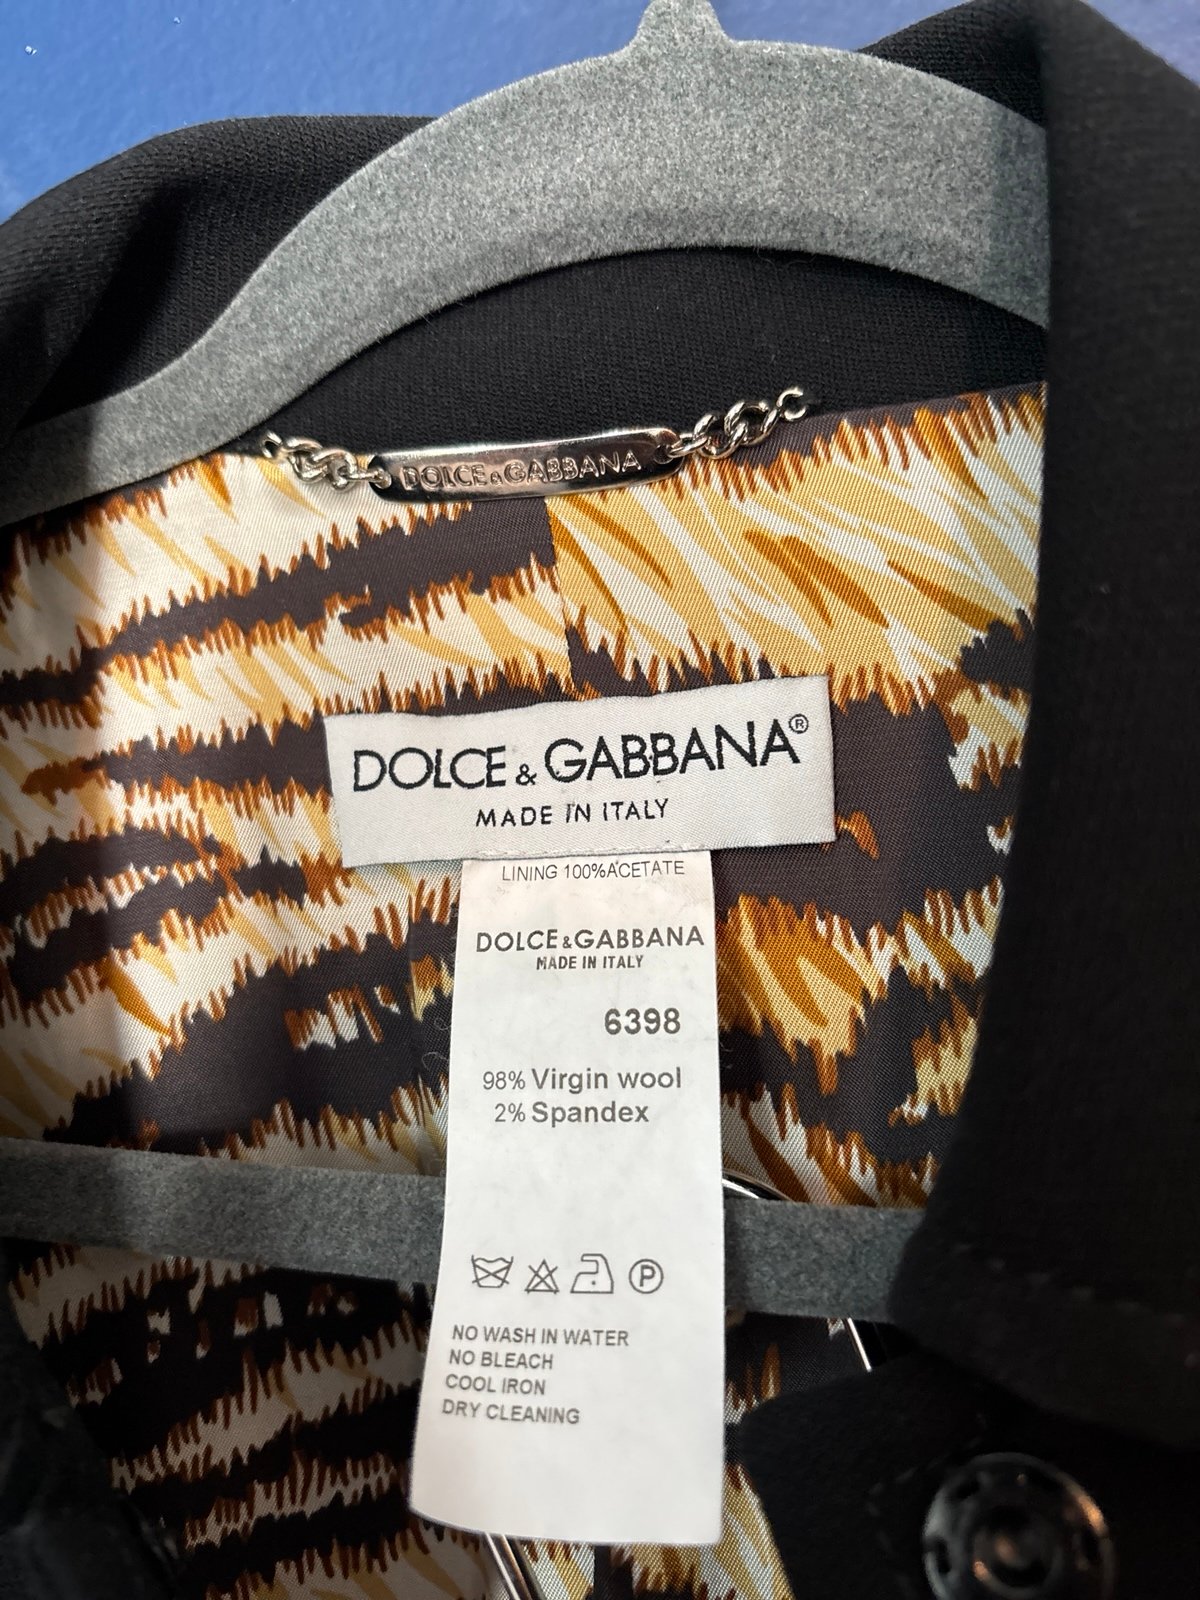 DOLCE&GABBANA
DOLCE & GABBANA®
MADE IN ITALY
LINING 100%ACETATE
DOLCE&GABBANA
MADE IN ITALY
6398
98% Virgin wool
2% Spandex
P
NO WASH IN WATER
NO BLEACH
COOL IRON
DRY CLEANING